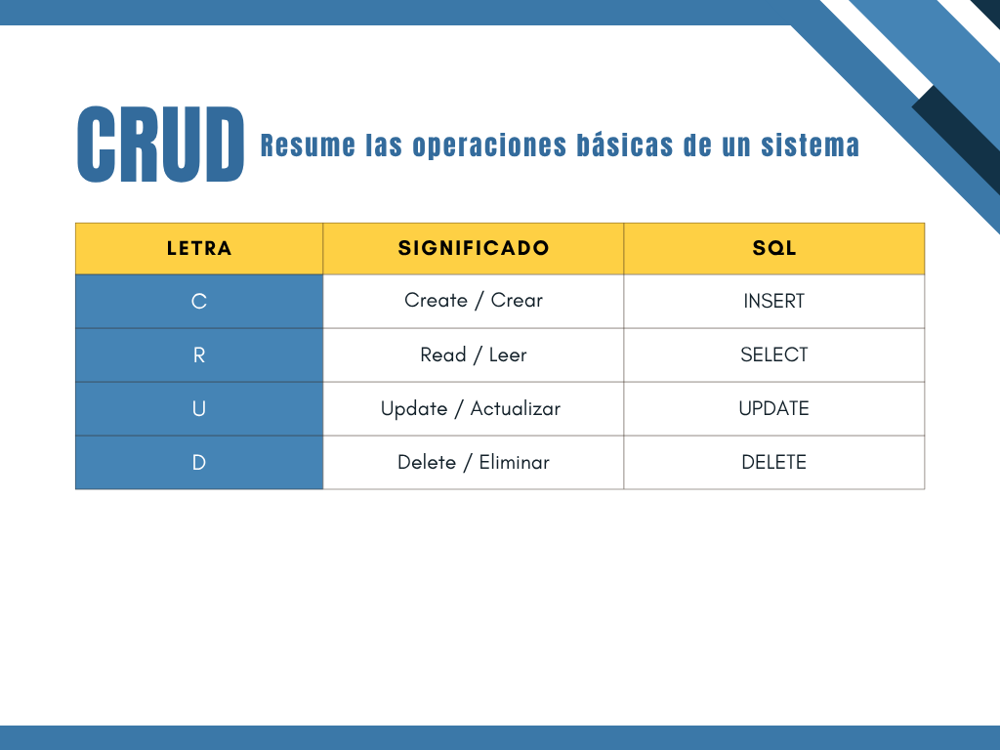 CRUD Resume las operaciones básicas de un sistema
LETRA SIGNIFICADO SQL
C Create / Crear INSERT
R Read / Leer SELECT
U Update / Actualizar UPDATE
D Delete / Eliminar DELETE